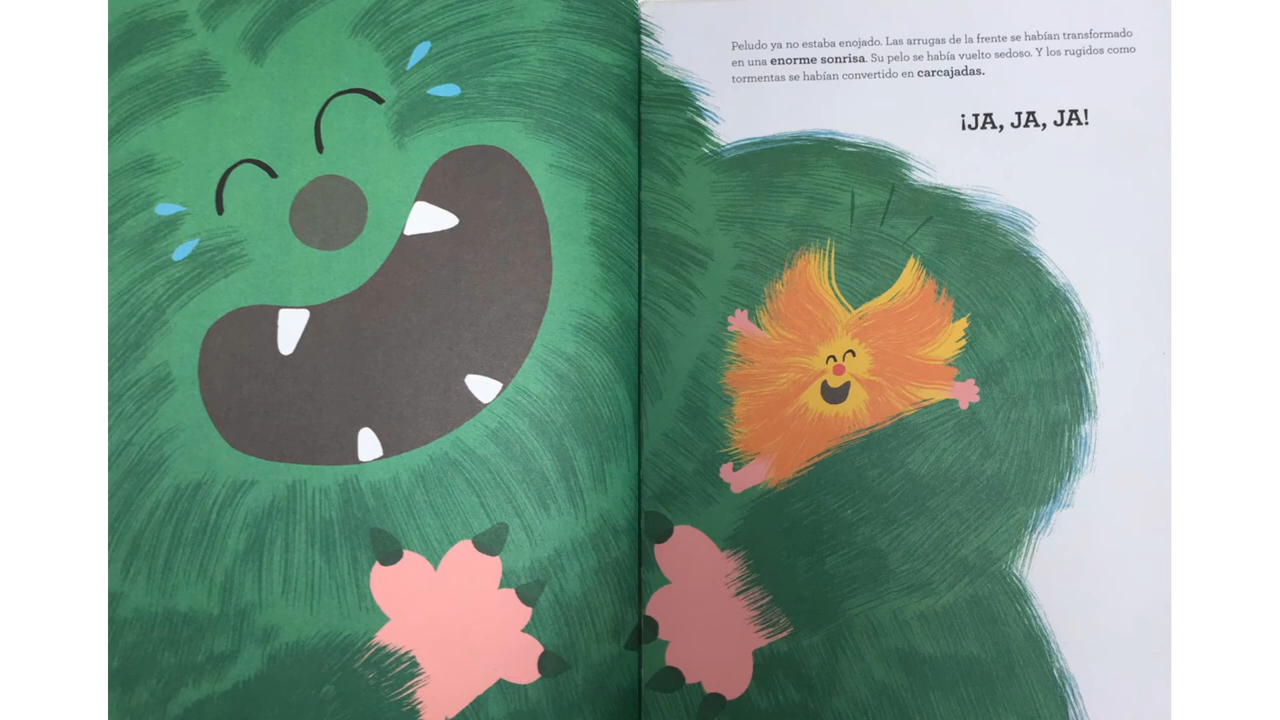 Peludo ya no estaba enojado. Las arrugas de la frente se habían transformado
en una enorme sonrisa. Su pelo se había vuelto sedoso. Y los rugidos como
tormentas se habían convertido en carcajadas.
¡JA, JA, JA!